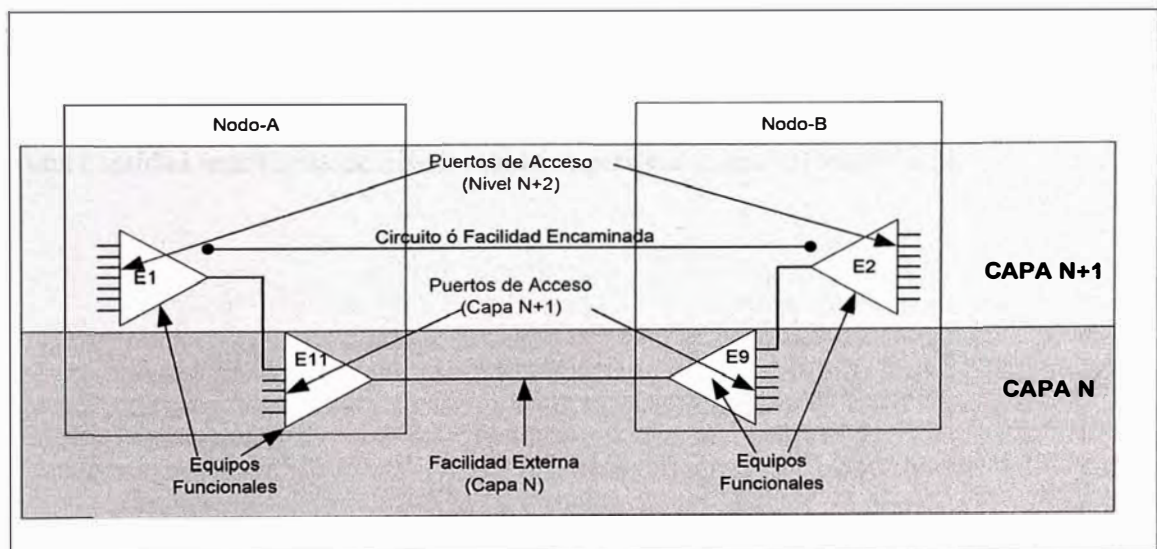 Nodo-A
Nodo-B
Puertos de Acceso
(Nivel N+2)
Circuito ó Facilidad Encaminada
E1
E2
CAPA N+1
Puertos de Acceso
(Capa N+1)
E11
E9
CAPA N
Equipos
Funcionales
Facilidad Externa
(Capa N)
Equipos
Funcionales